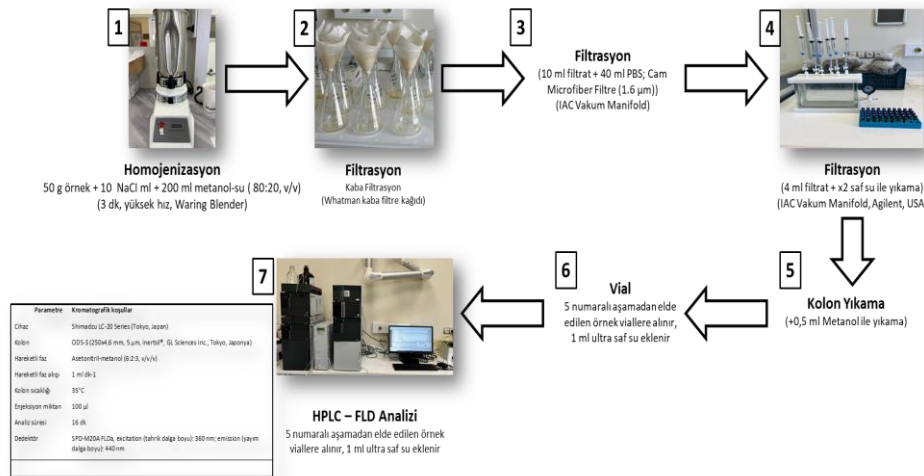 1
Homojenizasyon
50 g örnek + 10 NaCl ml + 200 ml metanol-su ( 80:20, v/v)
(3 dk, yüksek hız, Waring Blender)
2
Filtrasyon
Kaba Filtrasyon
(Whatman kaba filtre kağıdı)
3
Filtrasyon
(10 ml filtrat + 40 ml PBS; Cam
Microfiber Filtre (1.6 µm))
(IAC Vakum Manifold)
4
Filtrasyon
(4 ml filtrat + x2 saf su ile yıkama)
(IAC Vakum Manifold, Agilent, USA)
5
Kolon Yıkama
(+0,5 ml Metanol ile yıkama)
6
Vial
5 numaralı aşamadan elde
edilen örnek viallere alınır,
1 ml ultra saf su eklenir
7
HPLC – FLD Analizi
5 numaralı aşamadan elde edilen örnek
viallere alınır, 1 ml ultra saf su eklenir
Parametre Kromatografik koşullar
Cihaz Shimadzu LC-20 Series (Tokyo, Japan)
Kolon ODS-3 (250x4,6 mm, 5 µm, Inertsil®, GL Sciences Inc., Tokyo, Japonya)
Hareketli faz Asetonitril-metanol (6:2:3, v/v/v)
Hareketli faz akışı 1 ml dk-1
Kolon sıcaklığı 35°C
Enjeksiyon miktarı 100 µl
Analiz süresi 16 dk
Dedektör SPD-M20A FLDa, excitation (tahrik dalga boyu): 360 nm; emission (yayım
dalga boyu): 440 nm